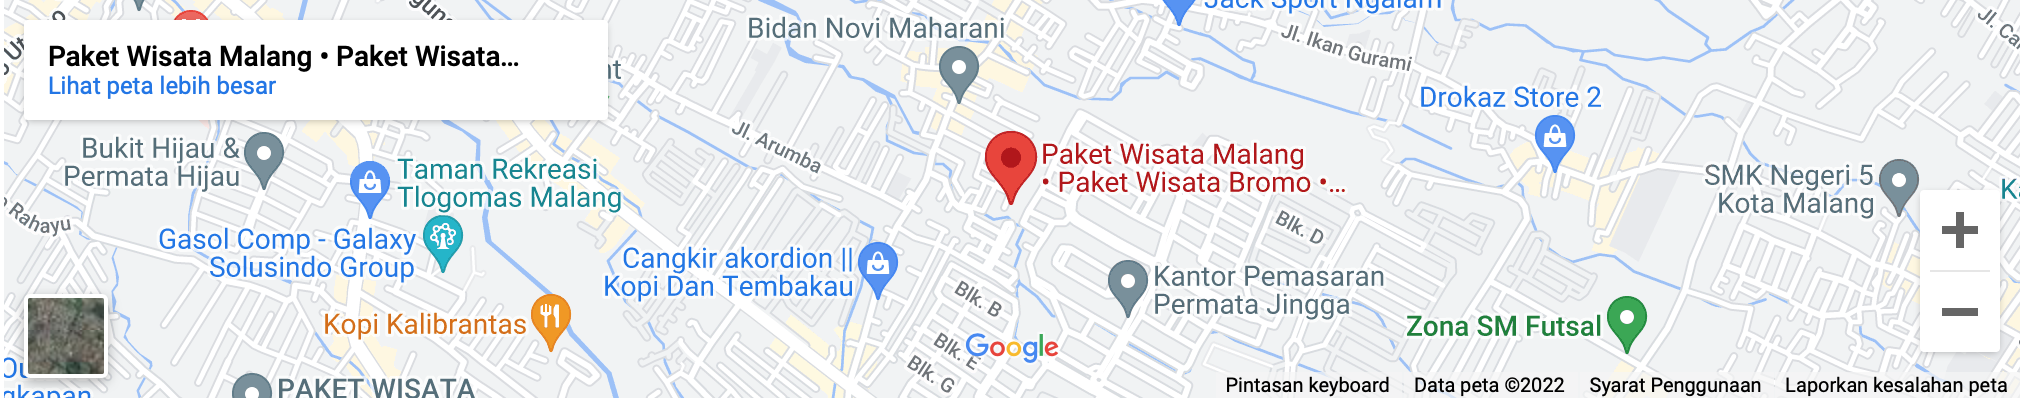 Jack Sport Ngalam
Bidan Novi Maharani
Jl. Ikan Gurami
Paket Wisata Malang • Paket Wisata...
Lihat peta lebih besar
Drokaz Store 2
Jl. Arumba
Bukit Hijau &
Permata Hijau
Taman Rekreasi
Tlogomas Malang
Paket Wisata Malang
• Paket Wisata Bromo •...
SMK Negeri 5
Kota Malang
Rahayu
Gasol Comp - Galaxy
Solusindo Group
Blk. D
Cangkir akordion ||
Kopi Dan Tembakau
Kantor Pemasaran
Permata Jingga
Blk. B
Kopi Kalibrantas
Zona SM Futsal
Blk. E
Google
Blk. G
PAKET WISATA
Pintasan keyboard
Data peta ©2022
Syarat Penggunaan
Laporkan kesalahan peta